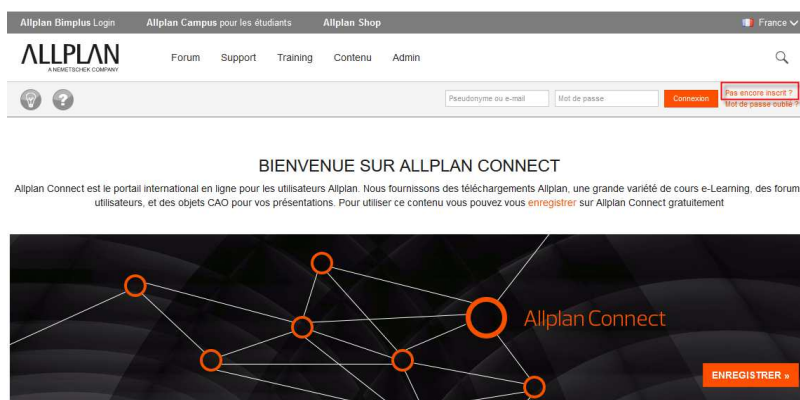 Allplan Bimplus Login Allplan Campus pour les étudiants Allplan Shop France
ALLPLAN
A NEMETSCHEK COMPANY
Forum Support Training Contenu Admin
Pseudonyme ou e-mail Mot de passe Connexion Pas encore inscrit ?
Mot de passe oublié ?
BIENVENUE SUR ALLPLAN CONNECT
Allplan Connect est le portail international en ligne pour les utilisateurs Allplan. Nous fournissons des téléchargements Allplan, une grande variété de cours e-Learning, des forum
utilisateurs, et des objets CAO pour vos présentations. Pour utiliser ce contenu vous pouvez vous enregistrer sur Allplan Connect gratuitement
Allplan Connect
ENREGISTRER »